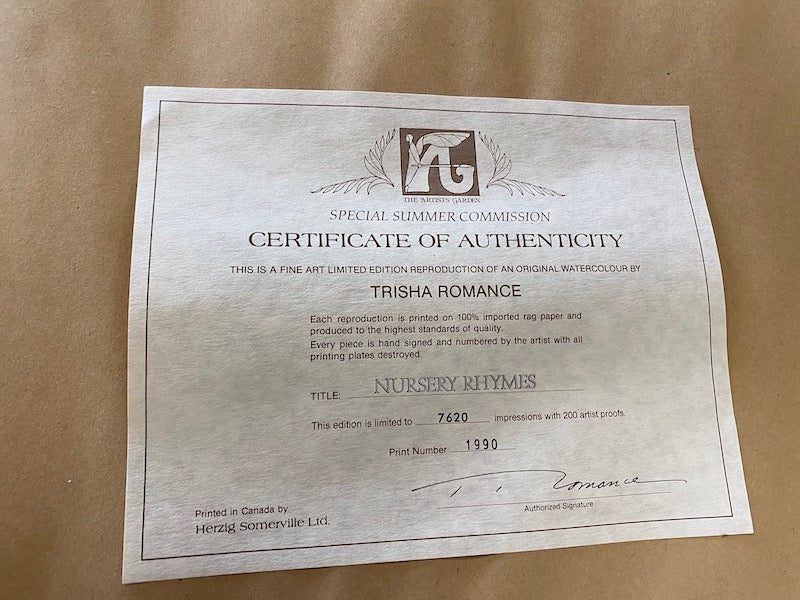 THE ARTISTS' GARDEN
SPECIAL SUMMER COMMISSION
CERTIFICATE OF AUTHENTICITY
THIS IS A FINE ART LIMITED EDITION REPRODUCTION OF AN ORIGINAL WATERCOLOUR BY
TRISHA ROMANCE
Each reproduction is printed on 100% imported rag paper and
produced to the highest standards of quality.
Every piece is hand signed and numbered by the artist with all
printing plates destroyed.
TITLE: NURSERY RHYMES
This edition is limited to 7620 impressions with 200 artist proofs.
Print Number 1990
T. Romance
Authorized Signature
Printed in Canada by
Herzig Somerville Ltd.